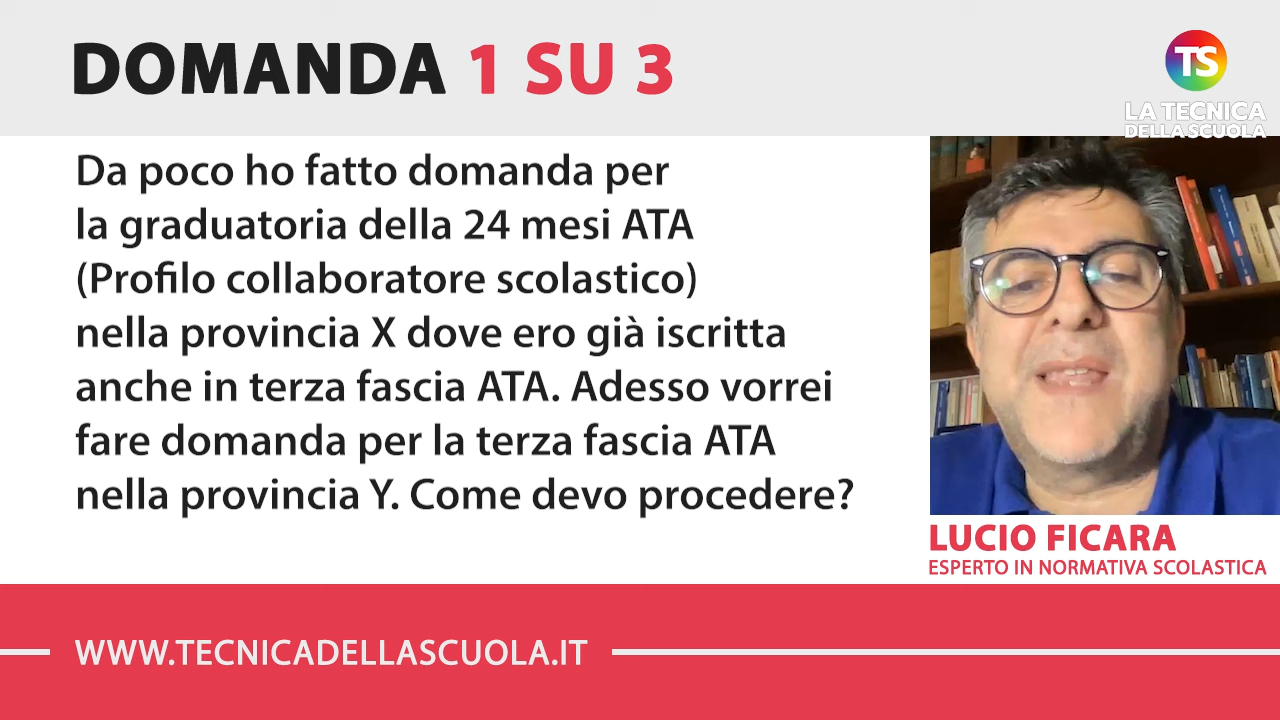 DOMANDA 1 SU 3
TS
LA TECNICA
DELLA SCUOLA
Da poco ho fatto domanda per
la graduatoria della 24 mesi ATA
(Profilo collaboratore scolastico)
nella provincia X dove ero già iscritta
anche in terza fascia ATA. Adesso vorrei
fare domanda per la terza fascia ATA
nella provincia Y. Come devo procedere?
LUCIO FICARA
ESPERTO IN NORMATIVA SCOLASTICA
WWW.TECNICADELLASCUOLA.IT